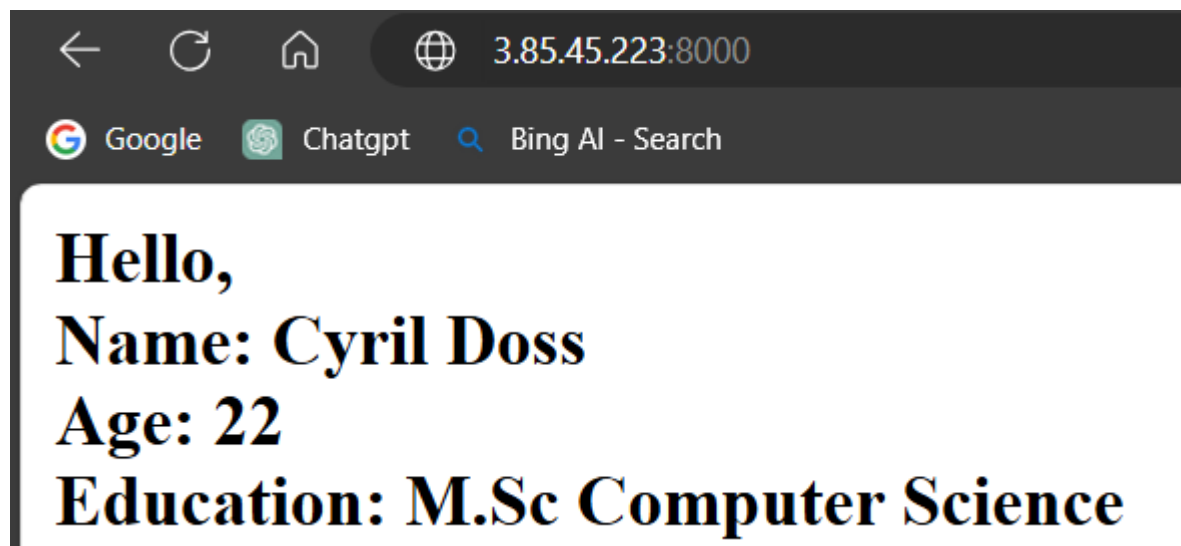 3.85.45.223:8000
Google Chatgpt Bing AI - Search
Hello,
Name: Cyril Doss
Age: 22
Education: M.Sc Computer Science